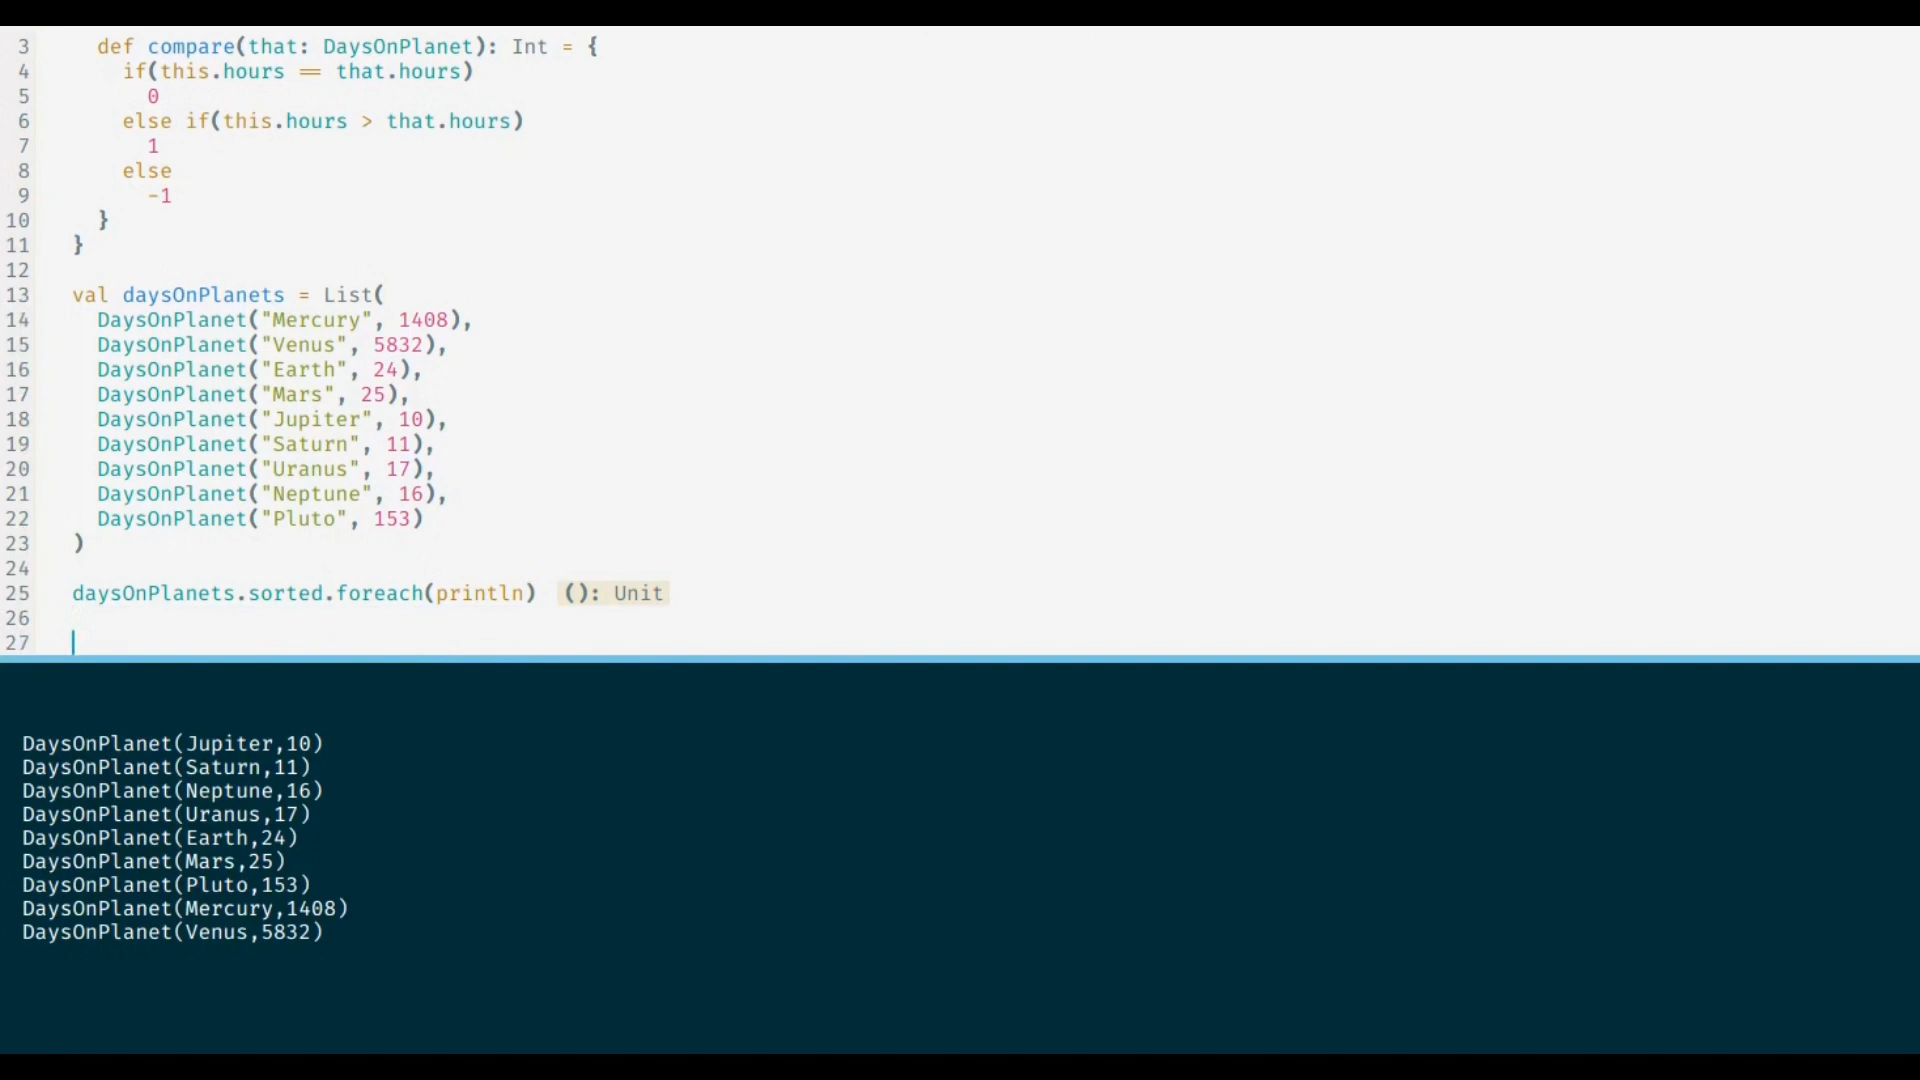 3 def compare(that: DaysOnPlanet): Int = {
4 if(this.hours == that.hours)
5 0
6 else if(this.hours > that.hours)
7 1
8 else
9 -1
10 }
11 }
12
13 val daysOnPlanets = List(
14 DaysOnPlanet("Mercury", 1408),
15 DaysOnPlanet("Venus", 5832),
16 DaysOnPlanet("Earth", 24),
17 DaysOnPlanet("Mars", 25),
18 DaysOnPlanet("Jupiter", 10),
19 DaysOnPlanet("Saturn", 11),
20 DaysOnPlanet("Uranus", 17),
21 DaysOnPlanet("Neptune", 16),
22 DaysOnPlanet("Pluto", 153)
23 )
24
25 daysOnPlanets.sorted.foreach(println) (): Unit
26
27
DaysOnPlanet(Jupiter,10)
DaysOnPlanet(Saturn,11)
DaysOnPlanet(Neptune,16)
DaysOnPlanet(Uranus,17)
DaysOnPlanet(Earth,24)
DaysOnPlanet(Mars,25)
DaysOnPlanet(Pluto,153)
DaysOnPlanet(Mercury,1408)
DaysOnPlanet(Venus,5832)